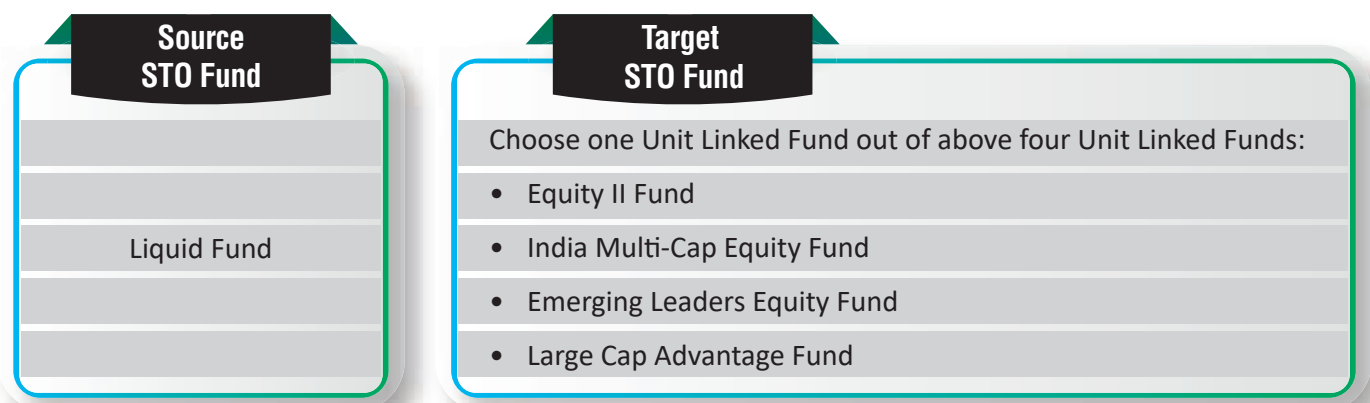 Source
STO Fund
Liquid Fund
Target
STO Fund
Choose one Unit Linked Fund out of above four Unit Linked Funds:
• Equity II Fund
• India Multi-Cap Equity Fund
• Emerging Leaders Equity Fund
• Large Cap Advantage Fund